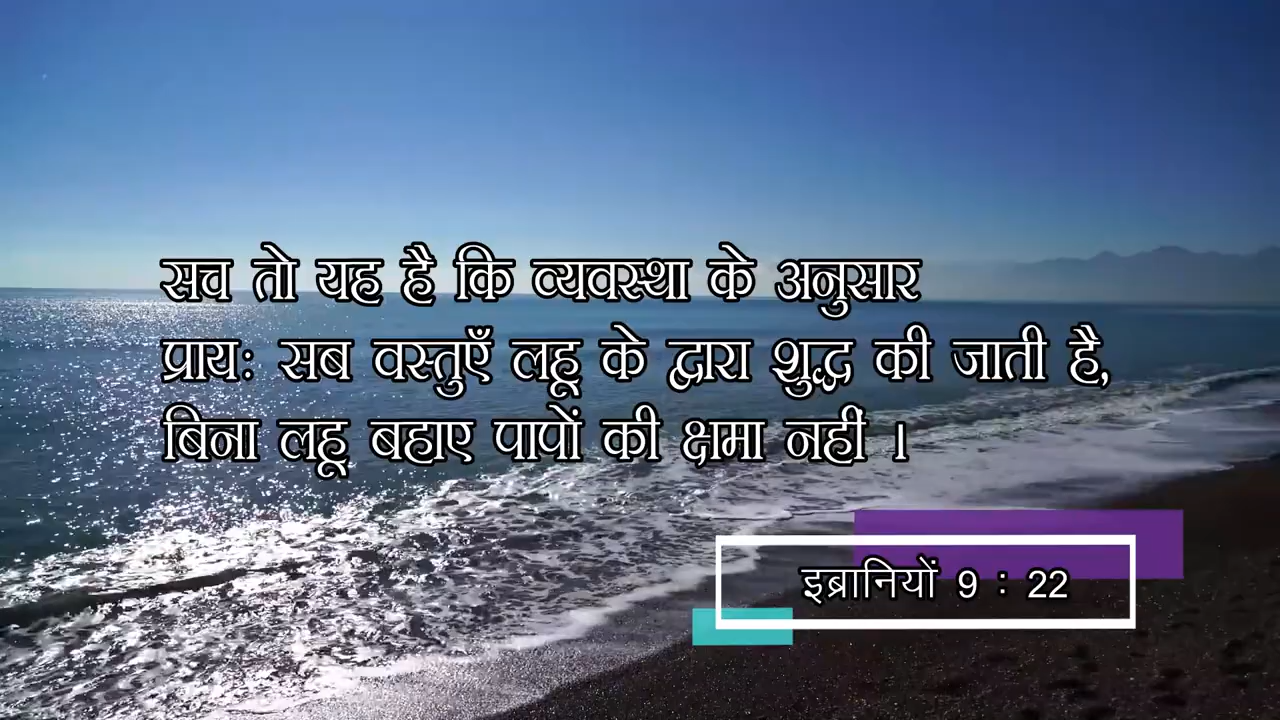 सच तो यह है कि व्यवस्था के अनुसार
प्रायः सब वस्तुएँ लहू के द्वारा शुद्ध की जाती है,
बिना लहू बहाए पापों की क्षमा नहीं ।
इब्रानियों 9 : 22